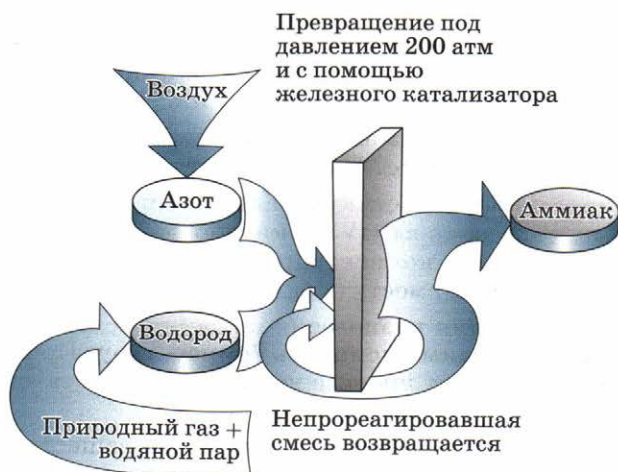 Превращение под
давлением 200 атм
и с помощью
железного катализатора
Воздух
Азот
Аммиак
Водород
Природный газ +
водяной пар
Непрореагировавшая
смесь возвращается